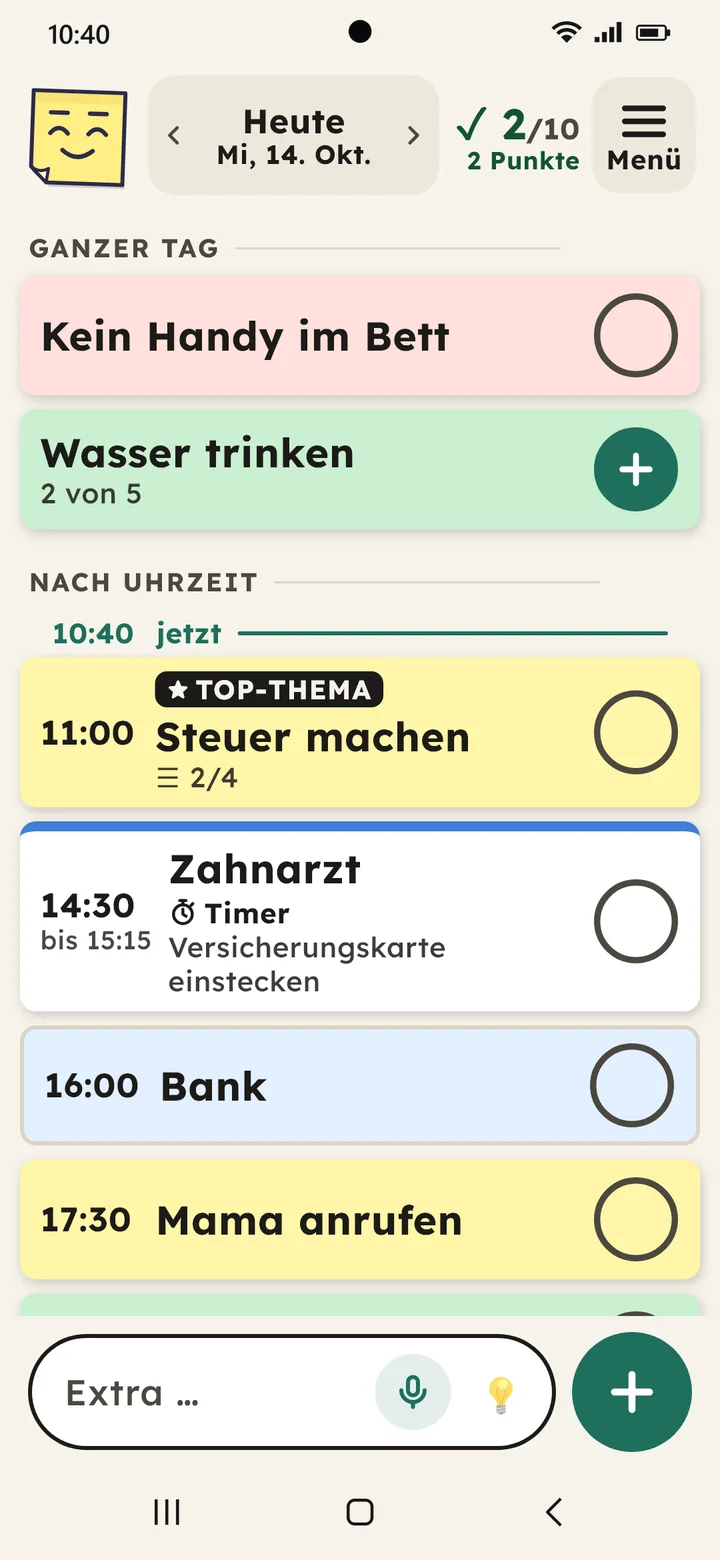 10:40
Heute
Mi, 14. Okt.
✓ 2/10
2 Punkte
Menü
GANZER TAG
Kein Handy im Bett
Wasser trinken
2 von 5
NACH UHRZEIT
10:40 jetzt
★ TOP-THEMA
11:00 Steuer machen
☰ 2/4
Zahnarzt
14:30
⏱ Timer
bis 15:15
Versicherungskarte
einstecken
16:00 Bank
17:30 Mama anrufen
Extra ...